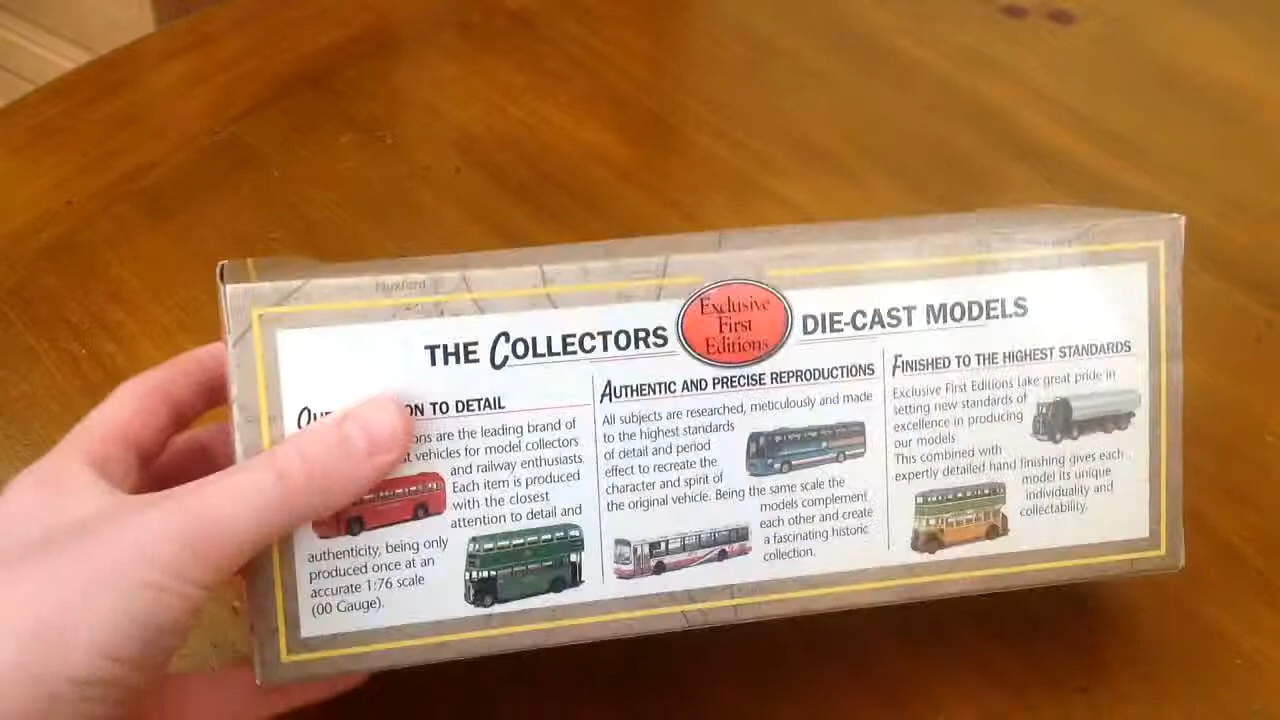 Huxford
THE COLLECTORS
Exclusive
First
Editions
DIE-CAST MODELS
ON TO DETAIL
ons are the leading brand of
vehicles for model collectors
and railway enthusiasts.
Each item is produced
with the closest
attention to detail and
authenticity, being only
produced once at an
accurate 1:76 scale
(00 Gauge).
AUTHENTIC AND PRECISE REPRODUCTIONS
All subjects are researched, meticulously and made
to the highest standards
of detail and period
effect to recreate the
character and spirit of
the original vehicle. Being the same scale the
models complement
each other and create
a fascinating historic
collection.
FINISHED TO THE HIGHEST STANDARDS
Exclusive First Editions take great pride in
setting new standards of
excellence in producing
our models
This combined with
expertly detailed hand finishing gives each
model its unique
individuality and
collectability.